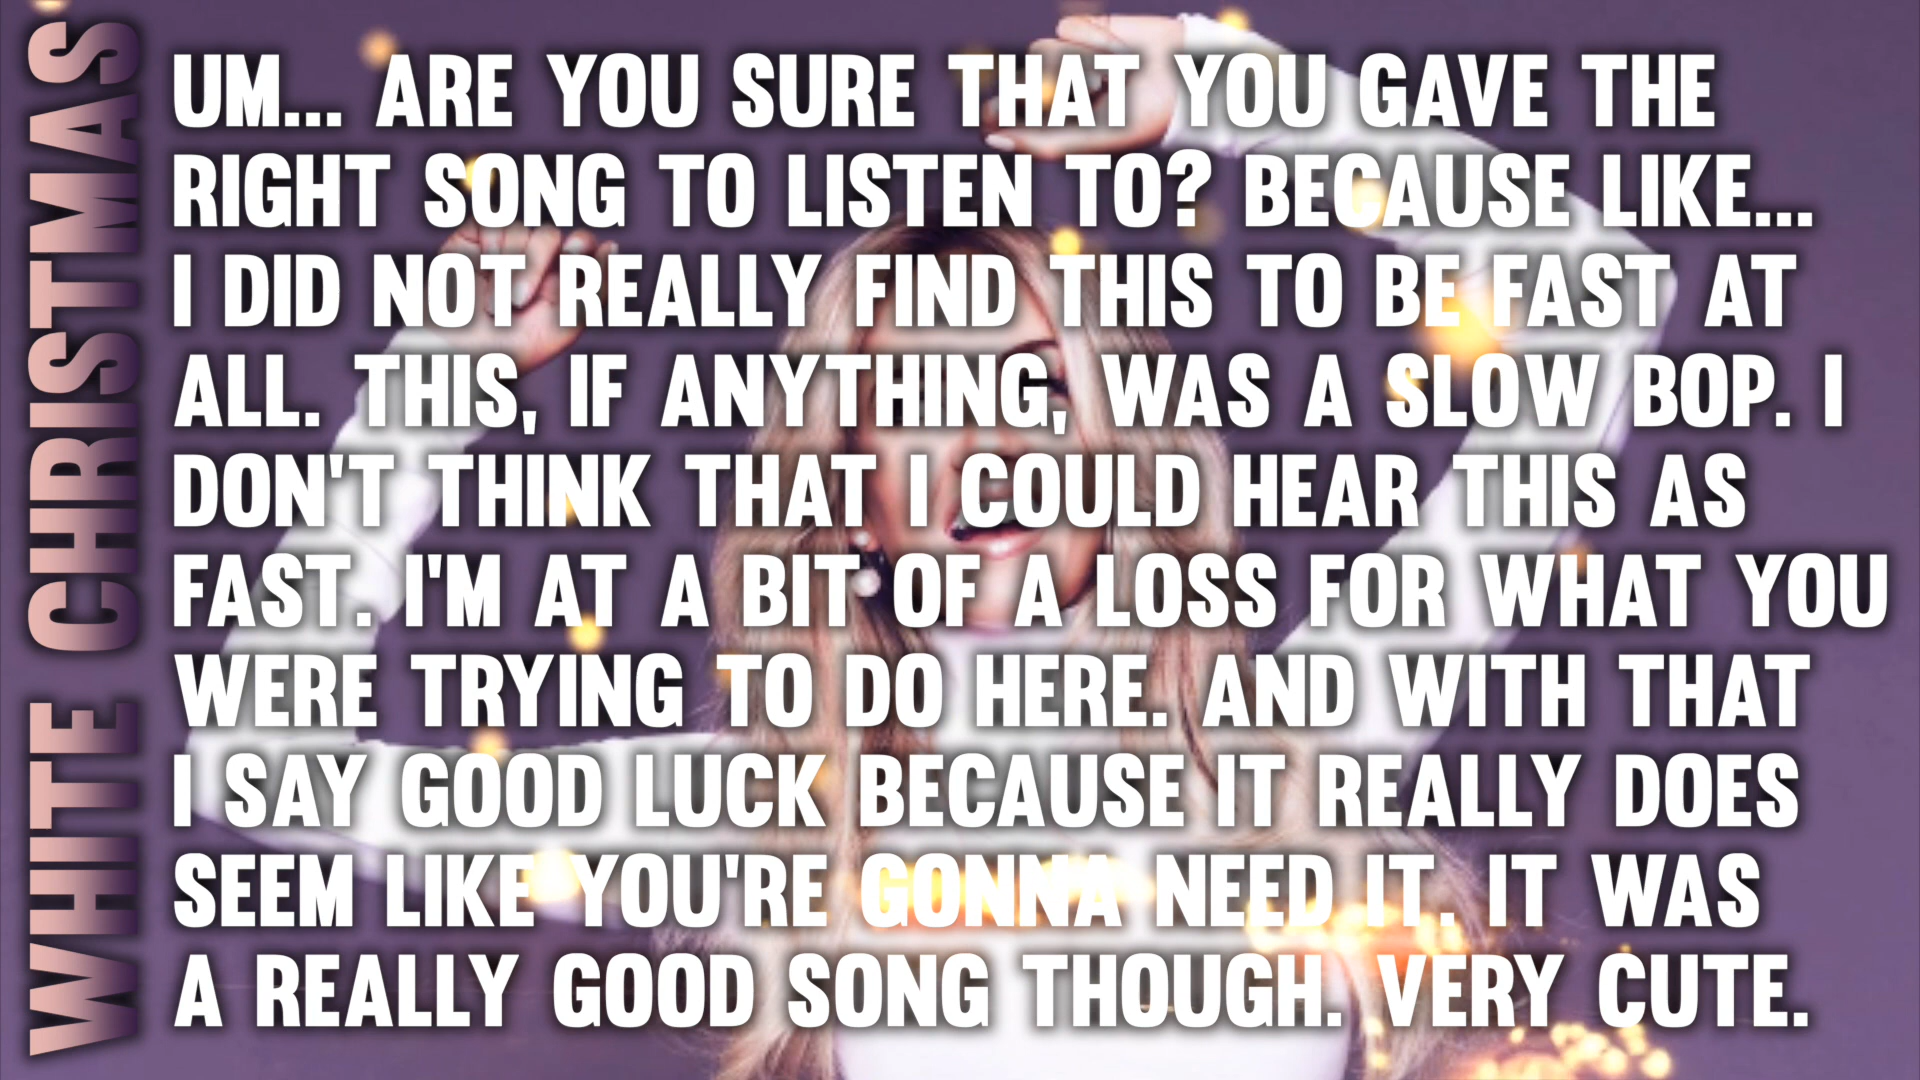 WHITE CHRISTMAS
UM... ARE YOU SURE THAT YOU GAVE THE
RIGHT SONG TO LISTEN TO? BECAUSE LIKE...
I DID NOT REALLY FIND THIS TO BE FAST AT
ALL. THIS, IF ANYTHING, WAS A SLOW BOP. I
DON'T THINK THAT I COULD HEAR THIS AS
FAST. I'M AT A BIT OF A LOSS FOR WHAT YOU
WERE TRYING TO DO HERE. AND WITH THAT
I SAY GOOD LUCK BECAUSE IT REALLY DOES
SEEM LIKE YOU'RE GONNA NEED IT. IT WAS
A REALLY GOOD SONG THOUGH. VERY CUTE.